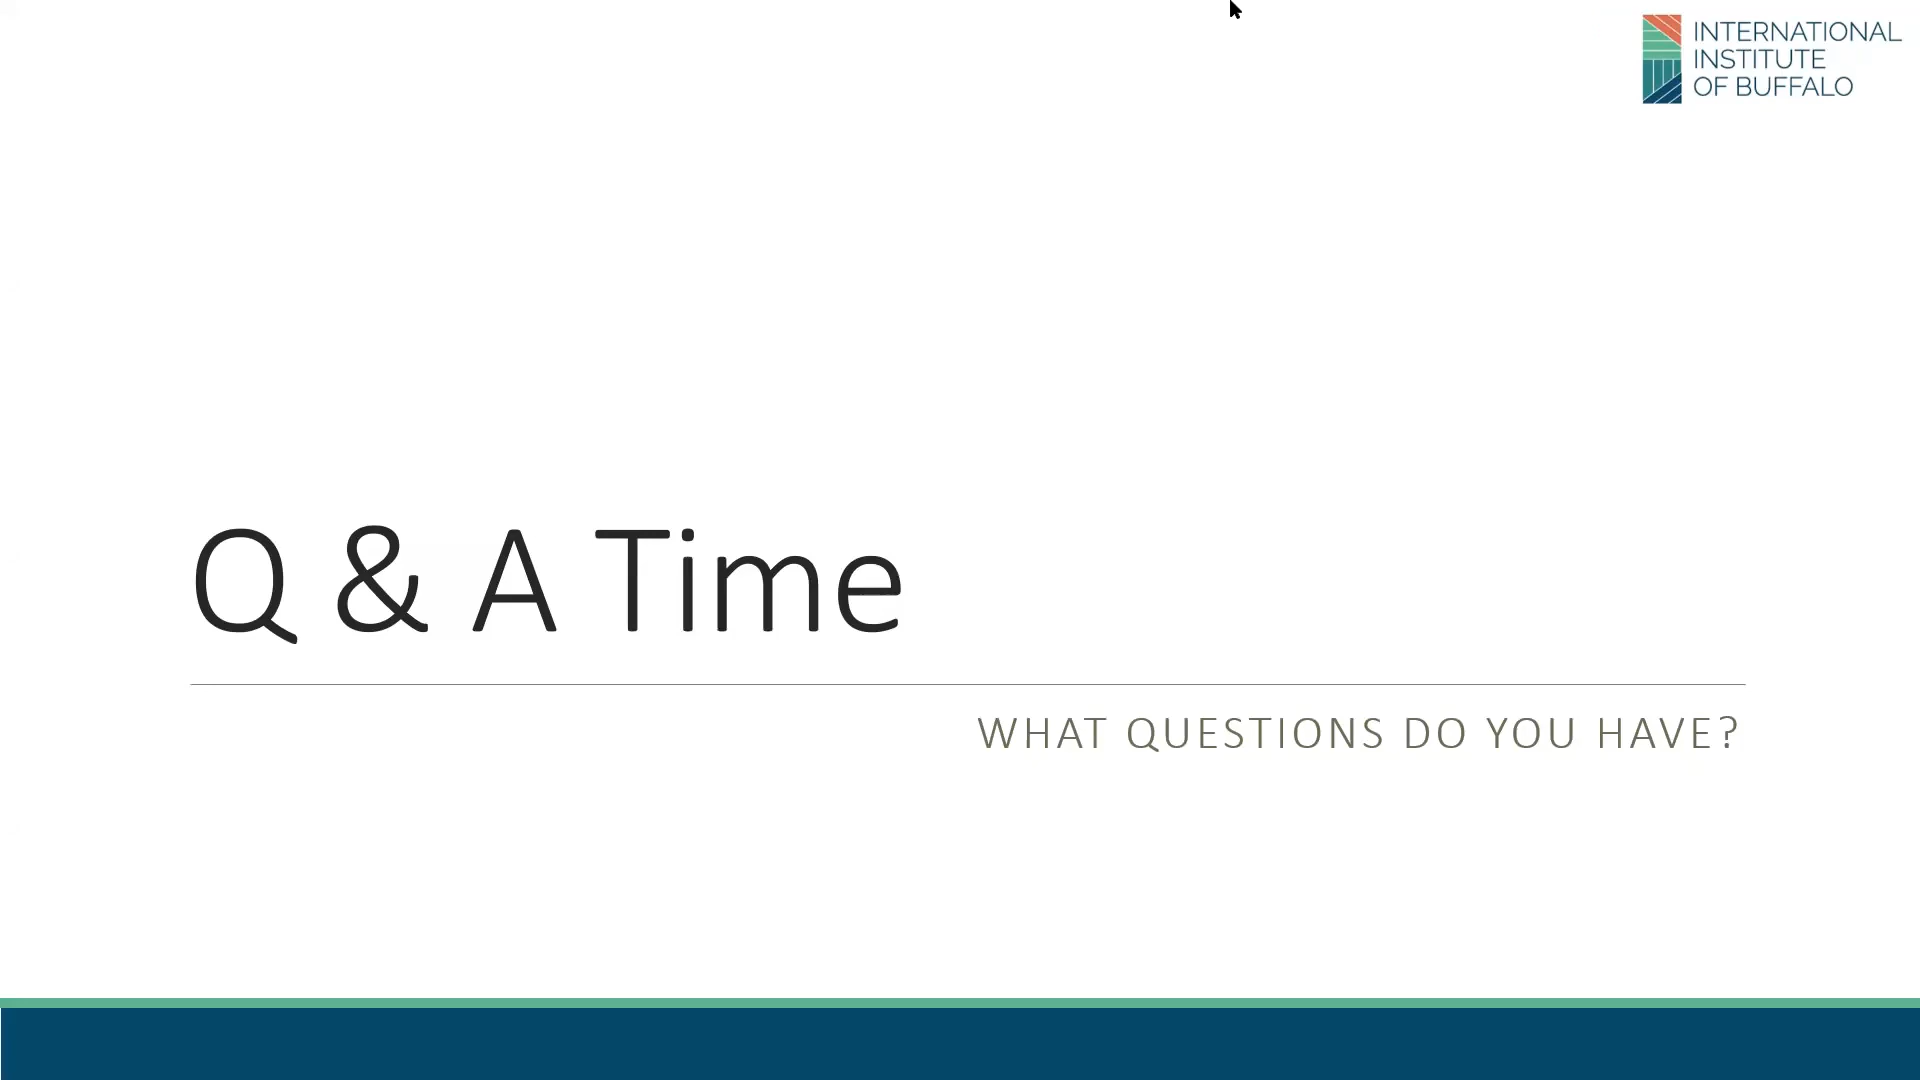 INTERNATIONAL
INSTITUTE
OF BUFFALO
Q & A Time
WHAT QUESTIONS DO YOU HAVE?